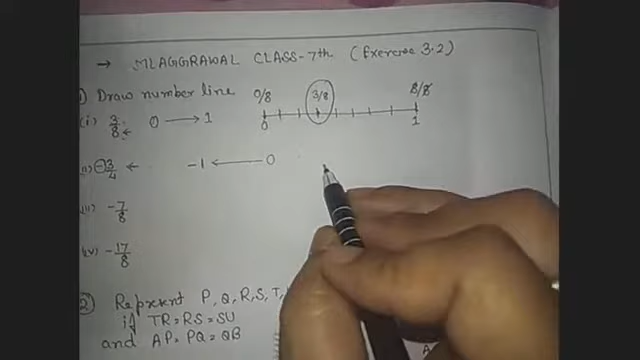 → MLAGGRAWAL CLASS-7th (Exercise 3.2)
1) Draw number line
(i) 3/8 ← 0 → 1
0/8 3/8 8/8
0 1
(ii) -3/4 ← -1 ← 0
(iii) -7/8
(iv) -17/8
2) Represent P, Q, R, S, T,
if TR = RS = SU
and AP = PQ = QB
A